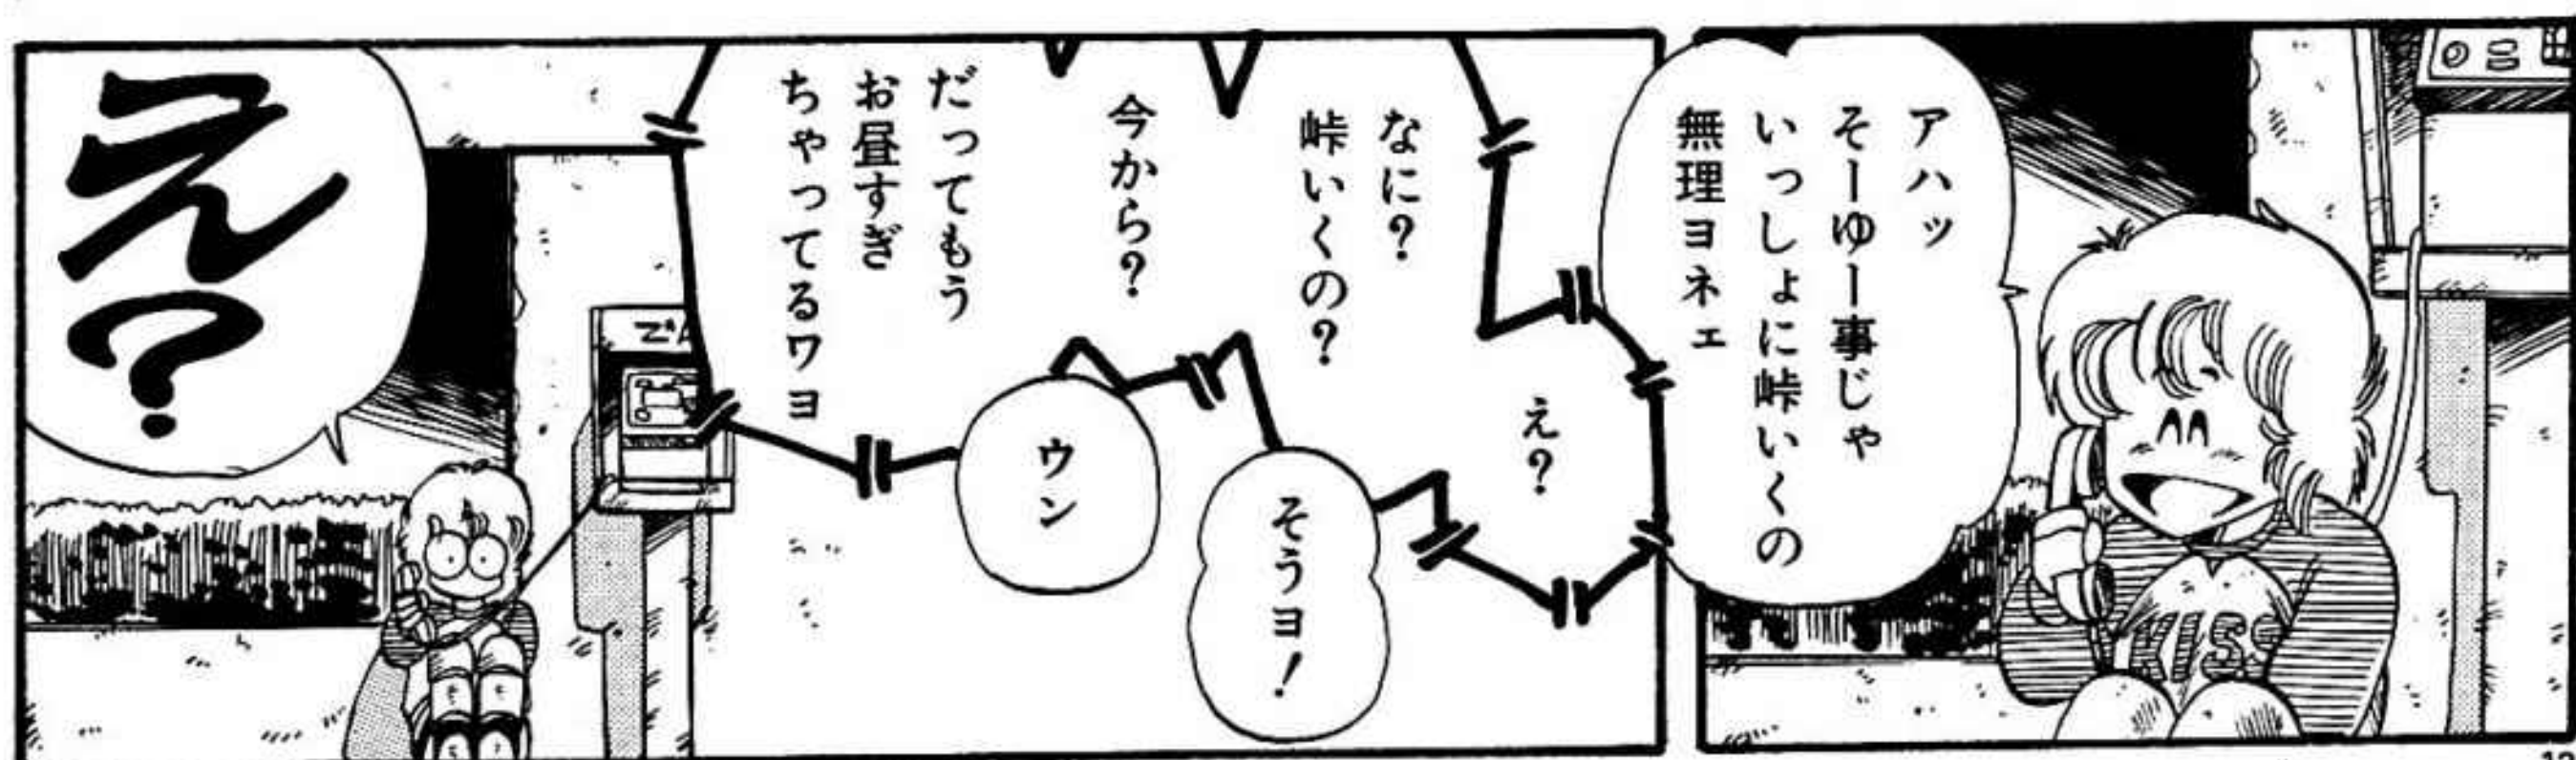 アハッ
そーゆー事じゃ
いっしょに峠いくの
無理ヨネェ
KISS
え?
なに?
峠いくの?
そうヨ!
今から?
ウン
だってもう
お昼すぎ
ちゃってるワヨ
え?